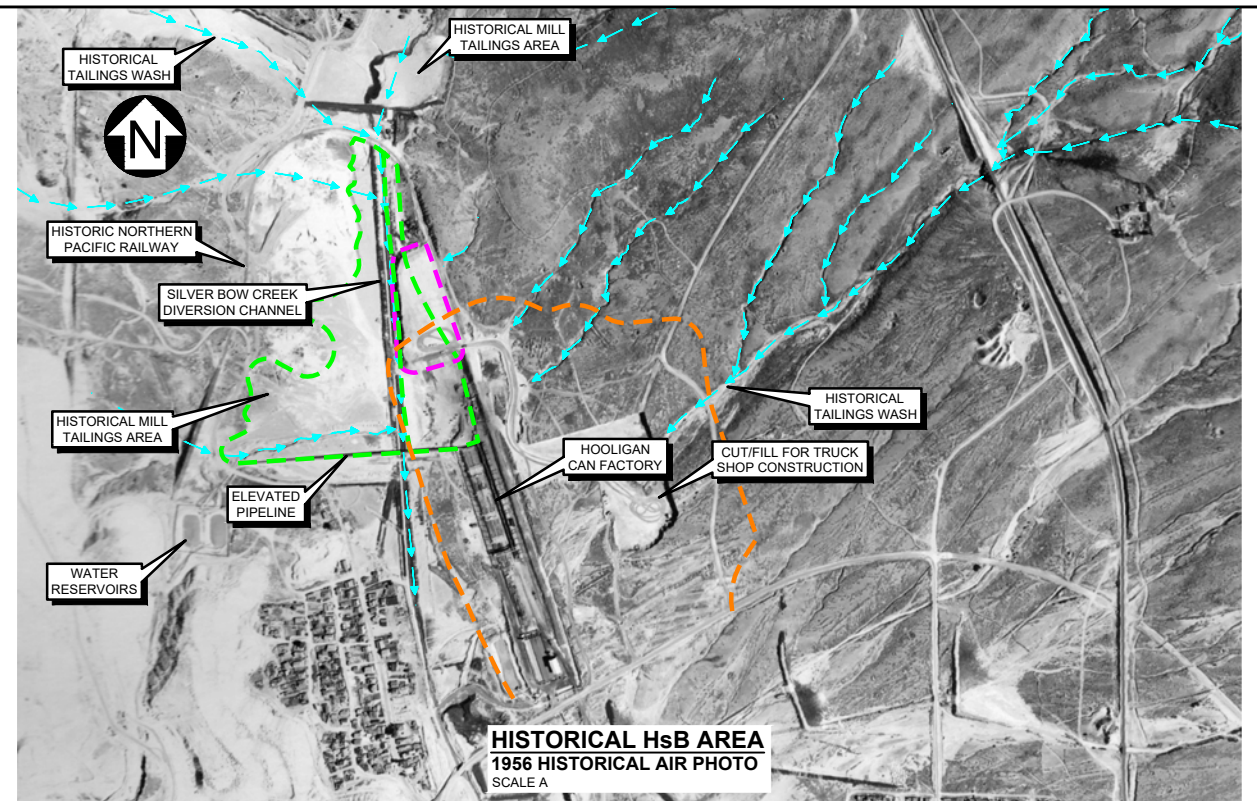 HISTORICAL
TAILINGS WASH
HISTORICAL MILL
TAILINGS AREA
N
HISTORIC NORTHERN
PACIFIC RAILWAY
SILVER BOW CREEK
DIVERSION CHANNEL
HISTORICAL MILL
TAILINGS AREA
HISTORICAL
TAILINGS WASH
HOOLIGAN
CAN FACTORY
CUT/FILL FOR TRUCK
SHOP CONSTRUCTION
ELEVATED
PIPELINE
WATER
RESERVOIRS
HISTORICAL HsB AREA
1956 HISTORICAL AIR PHOTO
SCALE A